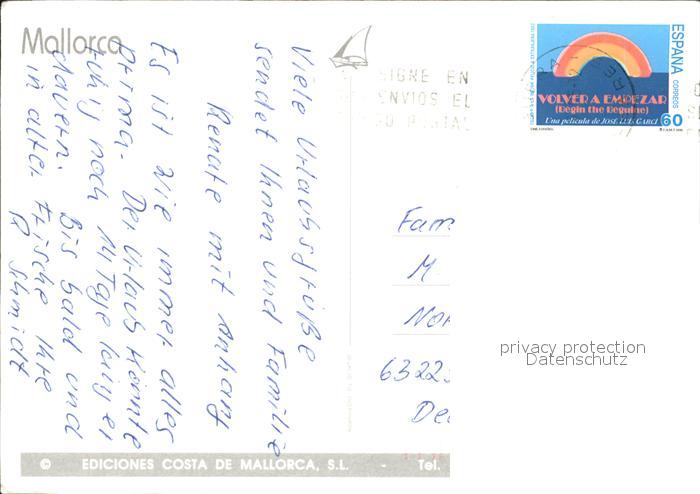 Mallorca
Viele Urlaubsgrüße
sendet Ihnen und Familie
Renate mit Anhang
Es ist wie immer alles
prima. Der Urlaub könnte
ruhig noch 14 Tage länger
dauern. Bis bald und
in alter Frische Ihre
R Schmidt
SIGNE EN
ENVIOS EL
POSTAL
ESPAÑA
CORREOS
VOLVER A EMPEZAR
(Begin the Beguine)
Una película de JOSÉ LUIS GARCI
60
Fam
M
No
6322
De
privacy protection
Datenschutz
© EDICIONES COSTA DE MALLORCA, S.L. - Tel.